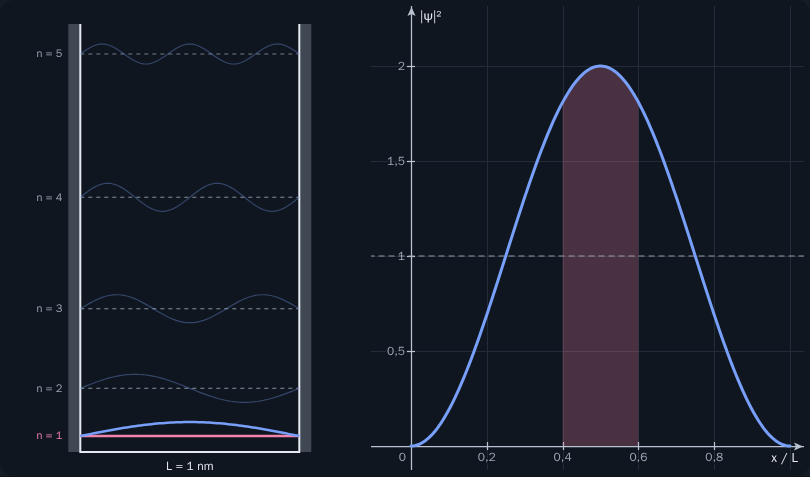 n = 5
n = 4
n = 3
n = 2
n = 1
L = 1 nm
|ψ|²
2
1,5
1
0,5
0
0,2
0,4
0,6
0,8
x / L